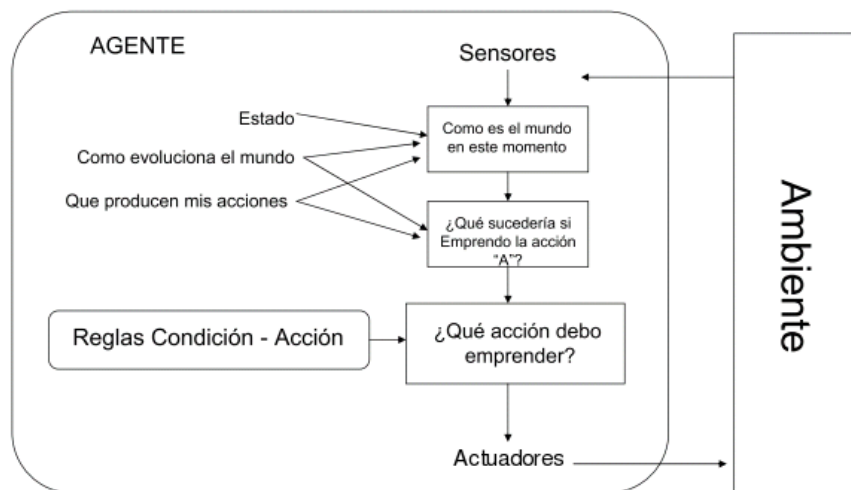 AGENTE
Sensores
Estado
Como es el mundo
en este momento
Como evoluciona el mundo
Que producen mis acciones
¿Qué sucedería si
Emprendo la acción
“A”?
Reglas Condición - Acción
¿Qué acción debo
emprender?
Actuadores
Ambiente